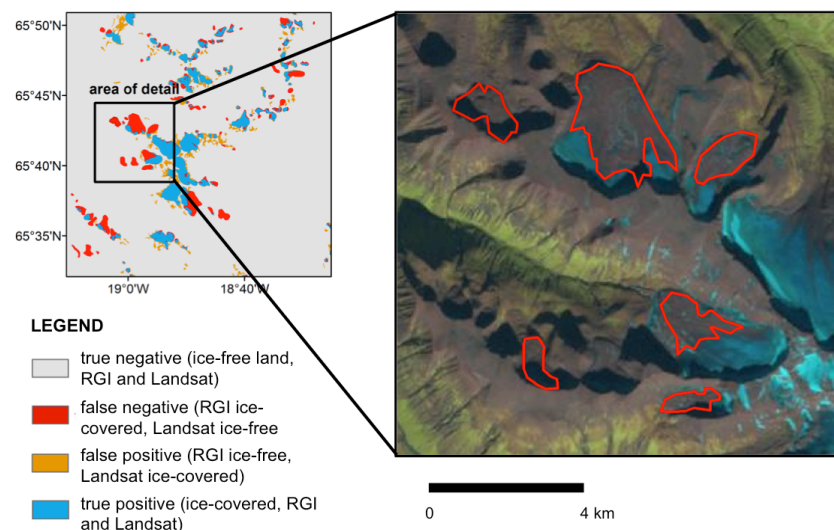 65°50'N
65°45'N
65°40'N
65°35'N
area of detail
19°0'W
18°40'W
LEGEND
true negative (ice-free land,
RGI and Landsat)
false negative (RGI ice-
covered, Landsat ice-free
false positive (RGI ice-free,
Landsat ice-covered)
true positive (ice-covered, RGI
and Landsat)
0
4 km